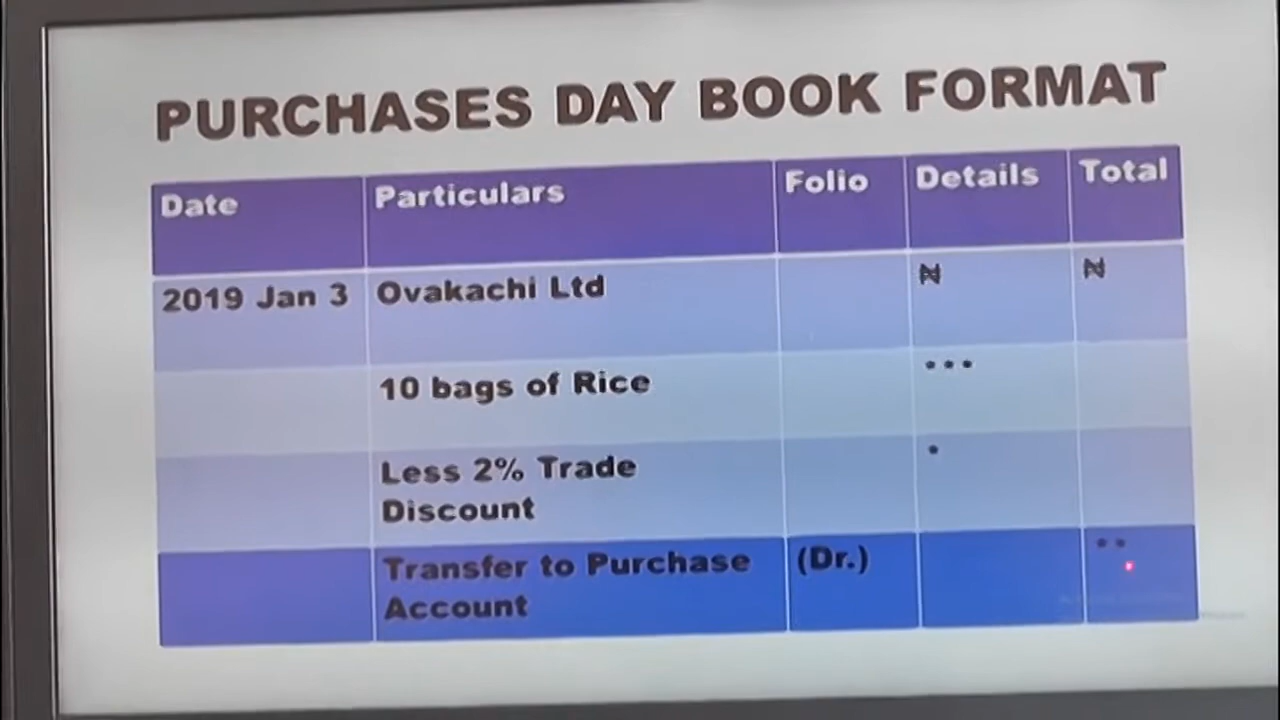 PURCHASES DAY BOOK FORMAT
Date Particulars Folio Details Total
2019 Jan 3 Ovakachi Ltd ₦ ₦
10 bags of Rice •••
Less 2% Trade •
Discount
Transfer to Purchase (Dr.) ••
Account